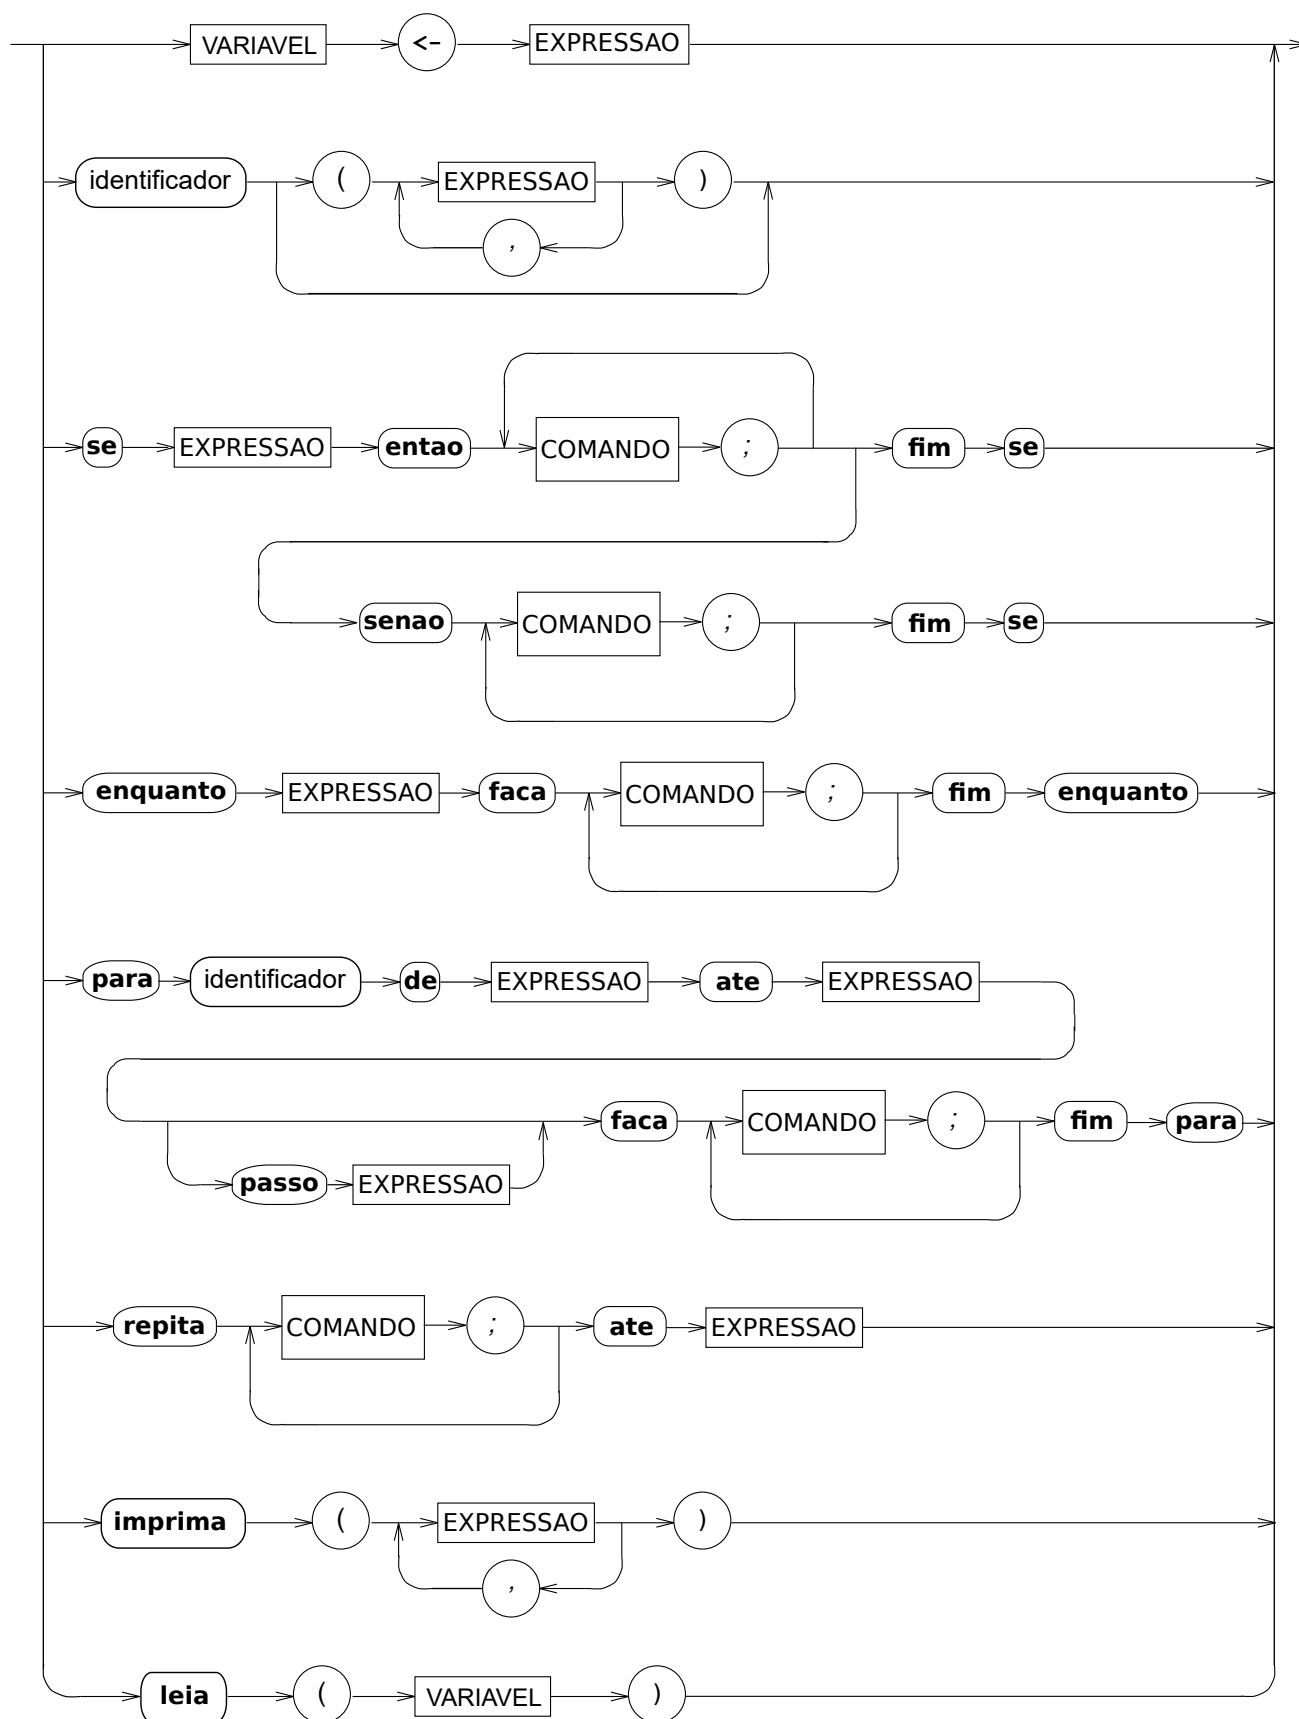 VARIAVEL <- EXPRESSAO
identificador ( EXPRESSAO )
,
se EXPRESSAO entao COMANDO ; fim se
senao COMANDO ; fim se
enquanto EXPRESSAO faca COMANDO ; fim enquanto
para identificador de EXPRESSAO ate EXPRESSAO
faca COMANDO ; fim para
passo EXPRESSAO
repita COMANDO ; ate EXPRESSAO
imprima ( EXPRESSAO )
,
leia ( VARIAVEL )